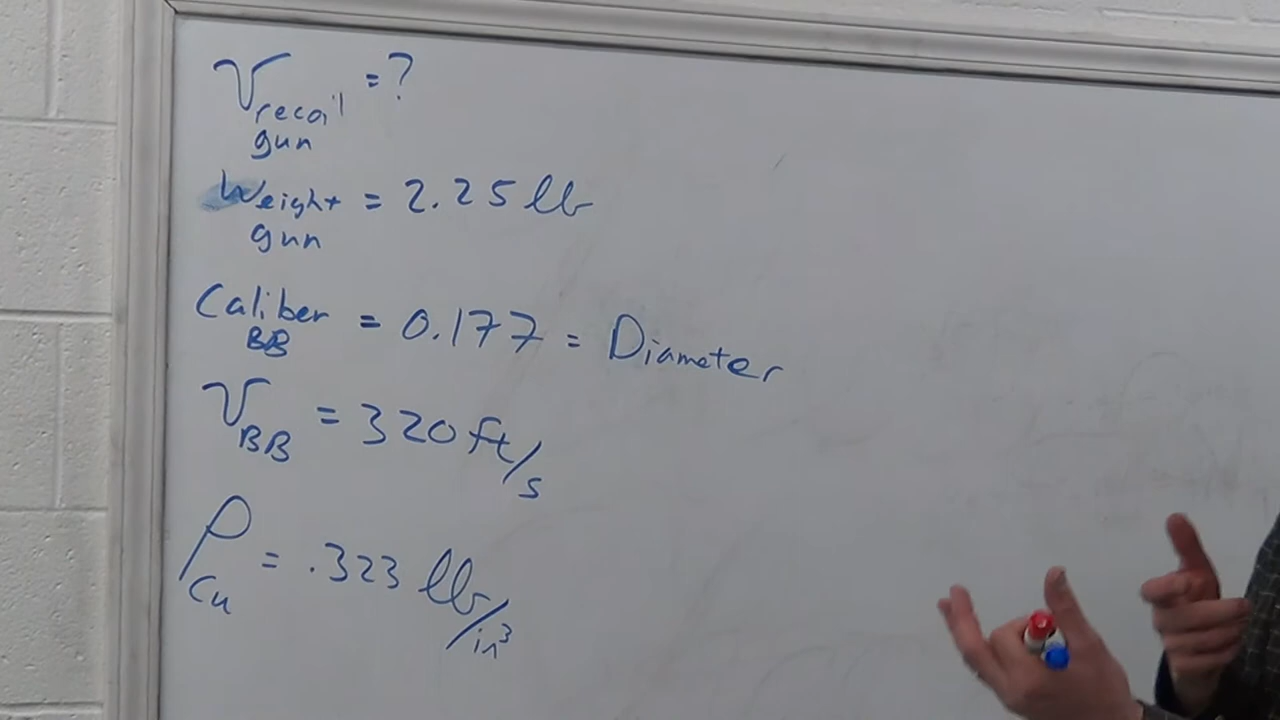 V recoil = ?
gun
Weight = 2.25 lb
gun
Caliber = 0.177 = Diameter
BB
V BB = 320 ft/s
ρ Cu = .323 lb/in³